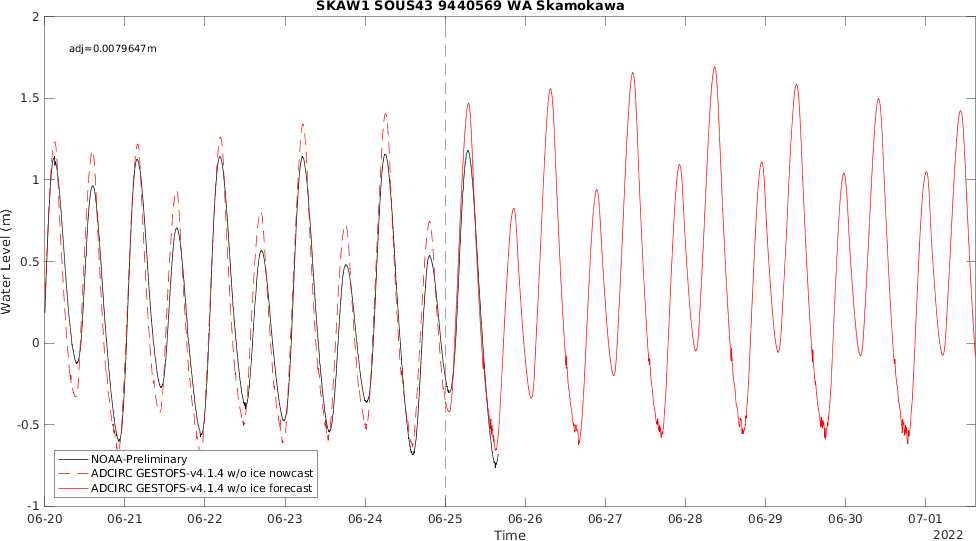 SKAW1 SOUS43 9440569 WA Skamokawa
adj=0.0079647m
Water Level (m)
2
1.5
1
0.5
0
-0.5
-1
NOAA-Preliminary
ADCIRC GESTOFS-v4.1.4 w/o ice nowcast
ADCIRC GESTOFS-v4.1.4 w/o ice forecast
06-20 06-21 06-22 06-23 06-24 06-25 06-26 06-27 06-28 06-29 06-30 07-01
Time
2022